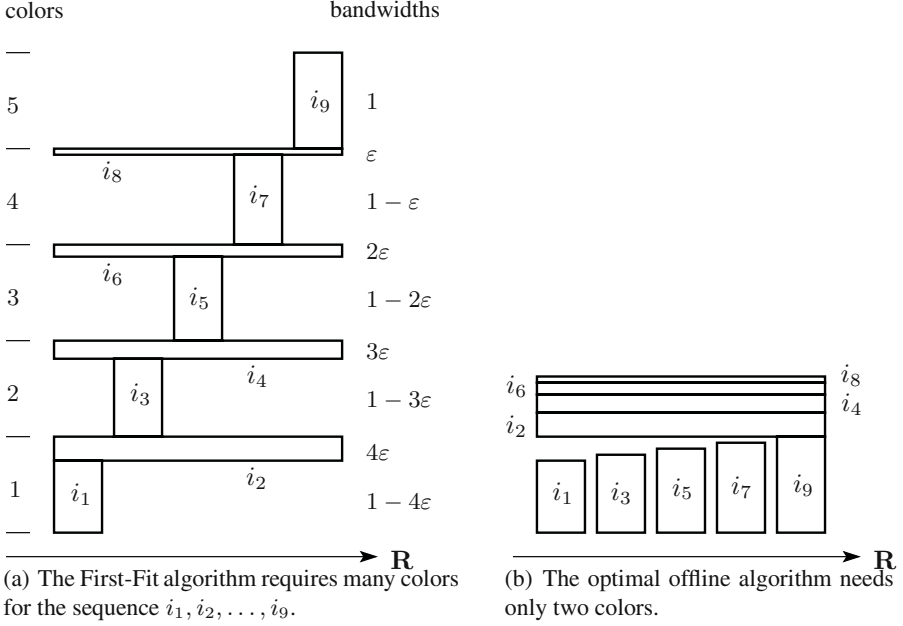 colors
bandwidths
5
i₉
1
ε
i₈
4
i₇
1 − ε
2ε
i₆
3
i₅
1 − 2ε
3ε
i₄
2
i₃
1 − 3ε
4ε
i₂
1
i₁
1 − 4ε
R
(a) The First-Fit algorithm requires many colors
for the sequence i₁, i₂, . . . , i₉.
i₈
i₆
i₄
i₂
i₁ i₃ i₅ i₇ i₉
R
(b) The optimal offline algorithm needs
only two colors.